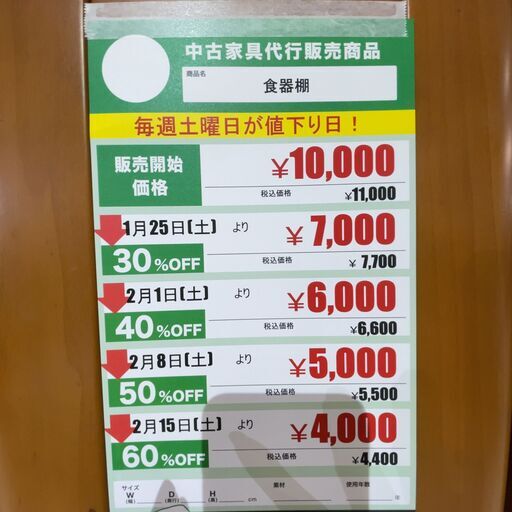 中古家具代行販売商品
商品名
食器棚
毎週土曜日が値下り日！
販売開始
価格
¥10,000
税込価格 ¥11,000
1月25日(土) より
30%OFF
¥7,000
税込価格 ¥7,700
2月1日(土) より
40%OFF
¥6,000
税込価格 ¥6,600
2月8日(土) より
50%OFF
¥5,000
税込価格 ¥5,500
2月15日(土) より
60%OFF
¥4,000
税込価格 ¥4,400
サイズ 素材 使用年数
W D H cm 年
(幅) (奥行) (高)